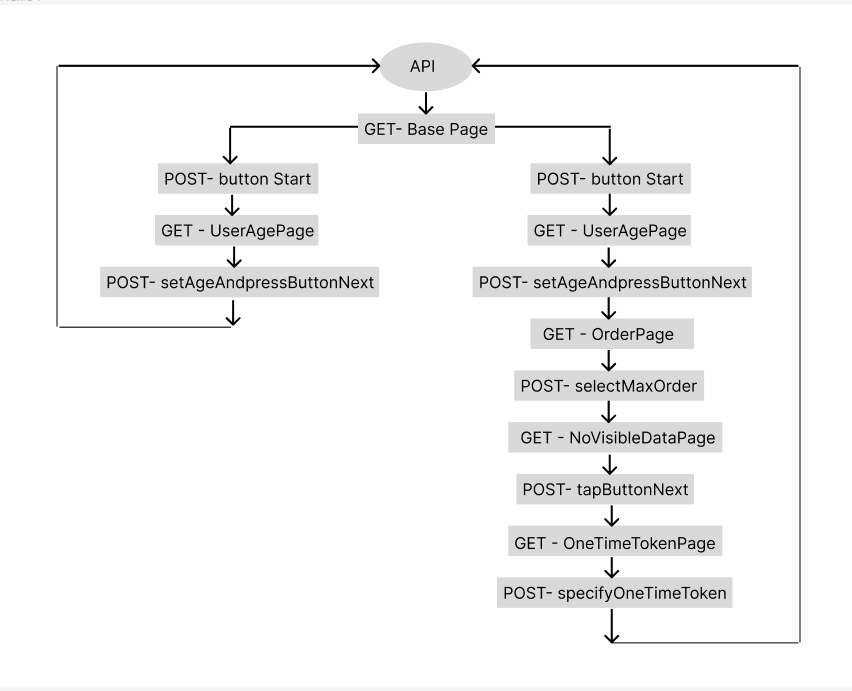 API
GET- Base Page
POST- button Start
GET - UserAgePage
POST- setAgeAndpressButtonNext
POST- button Start
GET - UserAgePage
POST- setAgeAndpressButtonNext
GET - OrderPage
POST- selectMaxOrder
GET - NoVisibleDataPage
POST- tapButtonNext
GET - OneTimeTokenPage
POST- specifyOneTimeToken